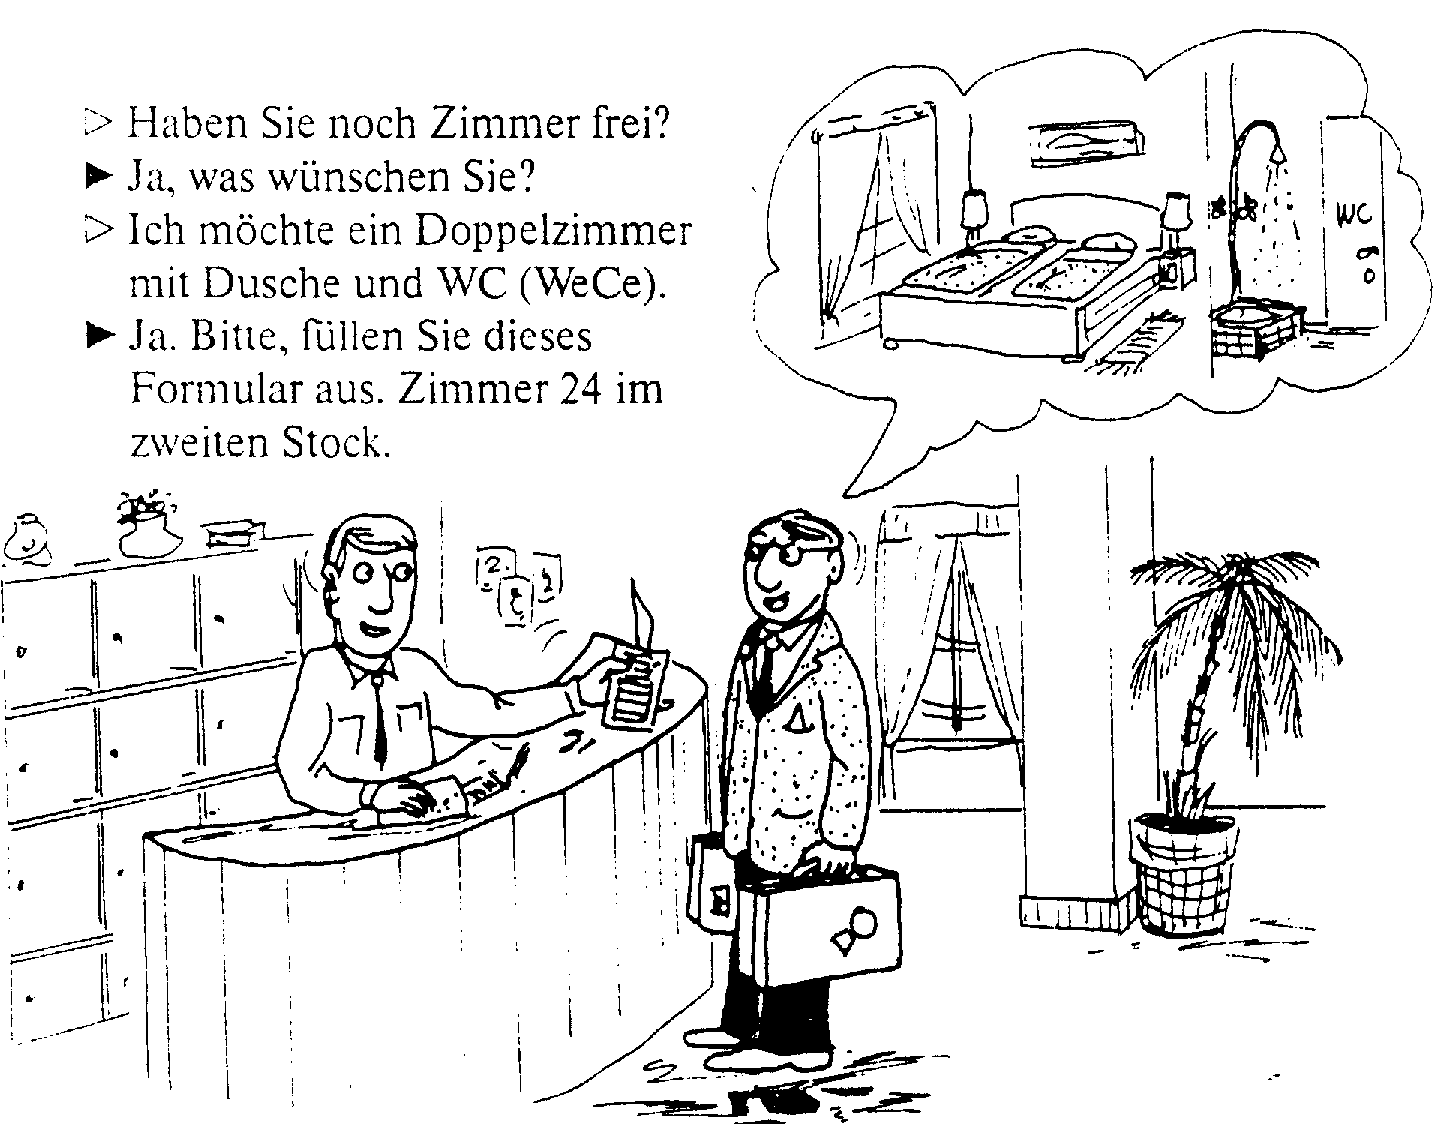 ▷ Haben Sie noch Zimmer frei?
▶ Ja, was wünschen Sie?
▷ Ich möchte ein Doppelzimmer
mit Dusche und WC (WeCe).
▶ Ja. Bitte, füllen Sie dieses
Formular aus. Zimmer 24 im
zweiten Stock.
WC
2.